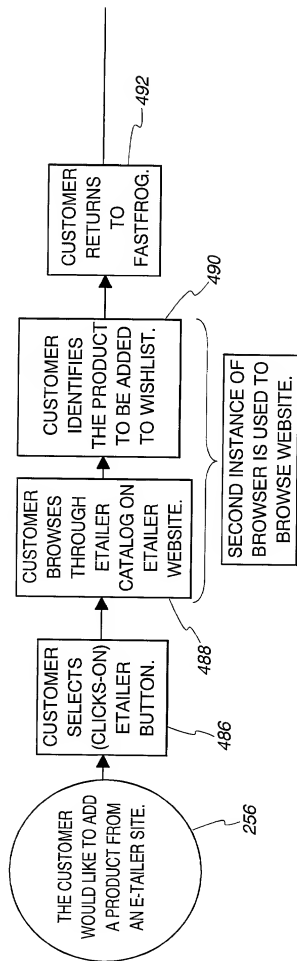 THE CUSTOMER
WOULD LIKE TO ADD
A PRODUCT FROM
AN E-TAILER SITE.
256
CUSTOMER
SELECTS
(CLICKS-ON)
ETAILER
BUTTON.
486
CUSTOMER
BROWSES
THROUGH
ETAILER
CATALOG ON
ETAILER
WEBSITE.
488
CUSTOMER
IDENTIFIES
THE PRODUCT
TO BE ADDED
TO WISHLIST.
490
SECOND INSTANCE OF
BROWSER IS USED TO
BROWSE WEBSITE.
CUSTOMER
RETURNS
TO
FASTFROG.
492